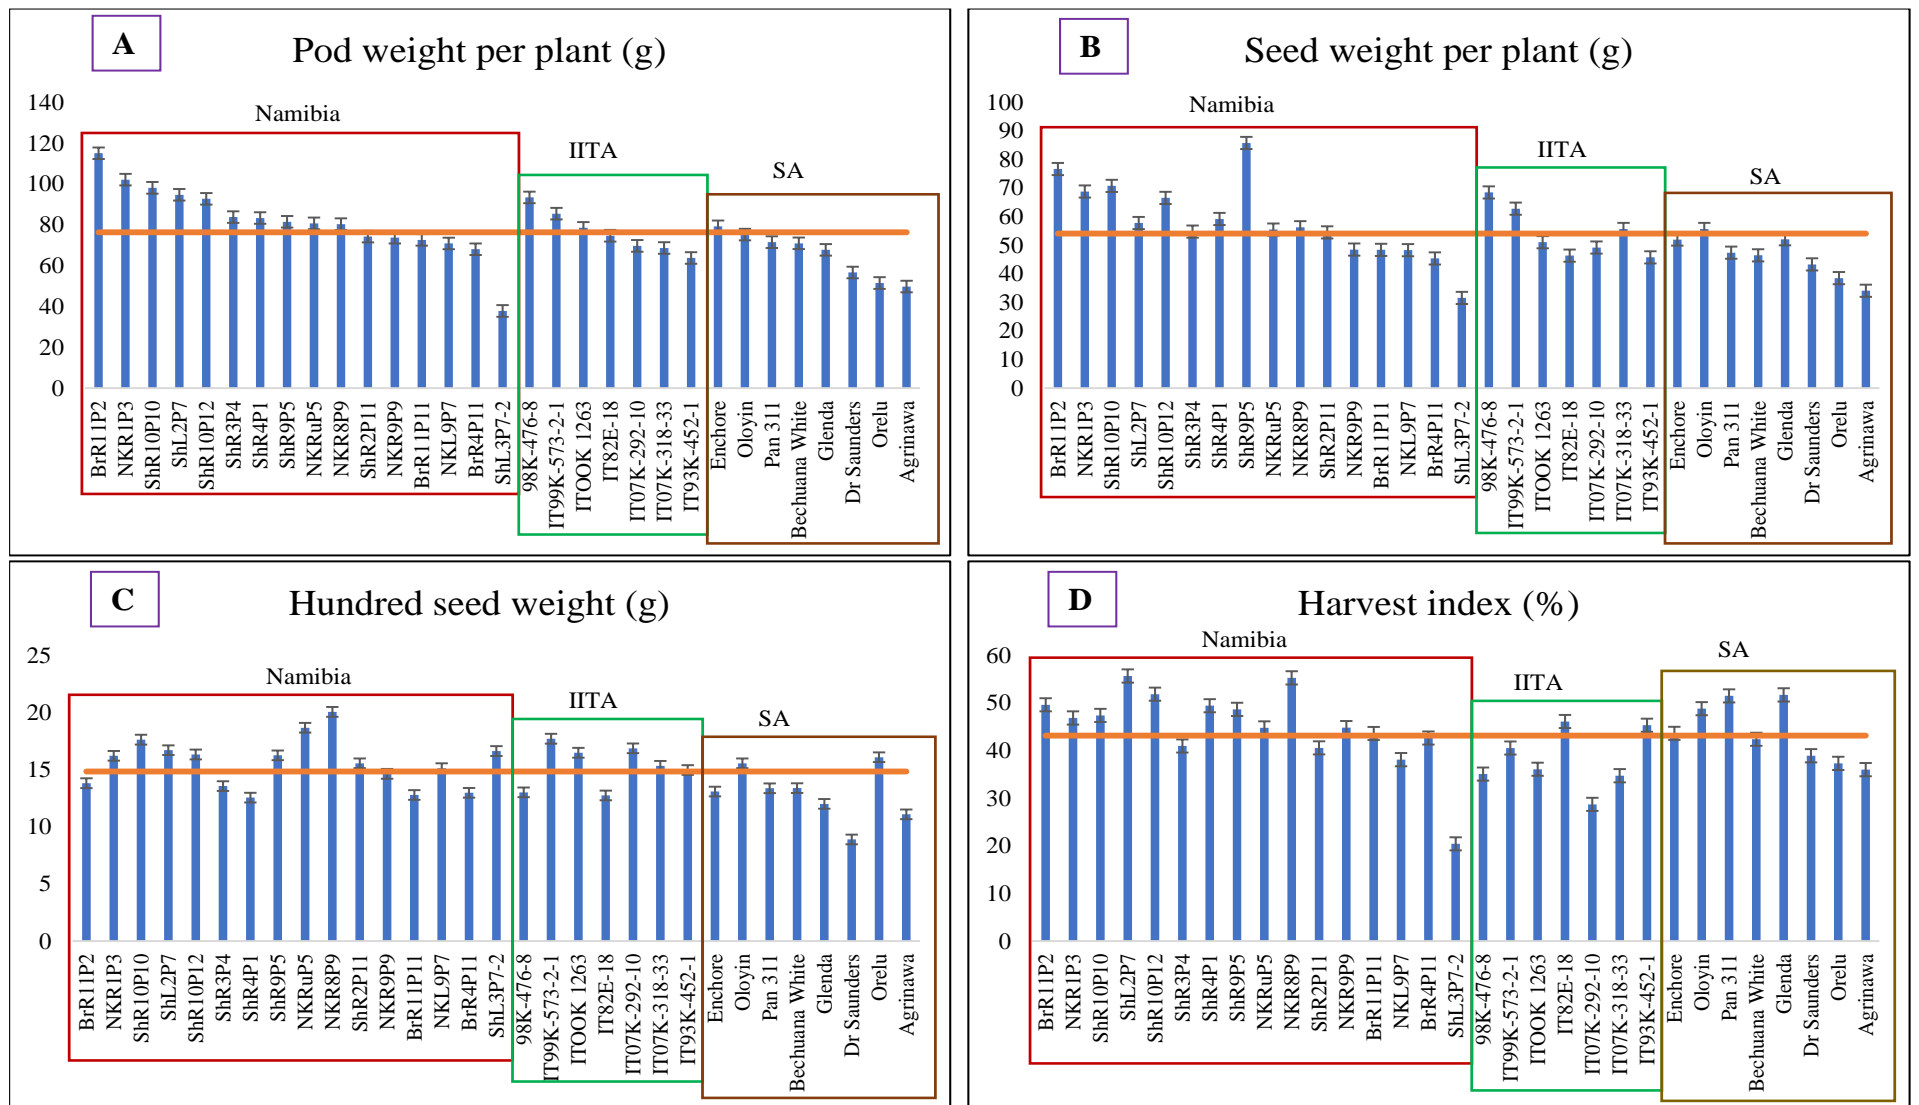 A
Pod weight per plant (g)
140
120
100
80
60
40
20
0
Namibia
IITA
SA
BrR11P2
NKR1P3
ShR10P10
ShL2P7
ShR10P12
ShR3P4
ShR4P1
ShR9P5
NKRuP5
NKR8P9
ShR2P11
NKR9P9
BrR11P11
NKL9P7
BrR4P11
ShL3P7-2
98K-476-8
IT99K-573-2-1
ITOOK 1263
IT82E-18
IT07K-292-10
IT07K-318-33
IT93K-452-1
Enchore
Oloyin
Pan 311
Bechuana White
Glenda
Dr Saunders
Orelu
Agrinawa
B
Seed weight per plant (g)
100
90
80
70
60
50
40
30
20
10
0
Namibia
IITA
SA
BrR11P2
NKR1P3
ShR10P10
ShL2P7
ShR10P12
ShR3P4
ShR4P1
ShR9P5
NKRuP5
NKR8P9
ShR2P11
NKR9P9
BrR11P11
NKL9P7
BrR4P11
ShL3P7-2
98K-476-8
IT99K-573-2-1
ITOOK 1263
IT82E-18
IT07K-292-10
IT07K-318-33
IT93K-452-1
Enchore
Oloyin
Pan 311
Bechuana White
Glenda
Dr Saunders
Orelu
Agrinawa
C
Hundred seed weight (g)
25
20
15
10
5
0
Namibia
IITA
SA
BrR11P2
NKR1P3
ShR10P10
ShL2P7
ShR10P12
ShR3P4
ShR4P1
ShR9P5
NKRuP5
NKR8P9
ShR2P11
NKR9P9
BrR11P11
NKL9P7
BrR4P11
ShL3P7-2
98K-476-8
IT99K-573-2-1
ITOOK 1263
IT82E-18
IT07K-292-10
IT07K-318-33
IT93K-452-1
Enchore
Oloyin
Pan 311
Bechuana White
Glenda
Dr Saunders
Orelu
Agrinawa
D
Harvest index (%)
60
50
40
30
20
10
0
Namibia
IITA
SA
BrR11P2
NKR1P3
ShR10P10
ShL2P7
ShR10P12
ShR3P4
ShR4P1
ShR9P5
NKRuP5
NKR8P9
ShR2P11
NKR9P9
BrR11P11
NKL9P7
BrR4P11
ShL3P7-2
98K-476-8
IT99K-573-2-1
ITOOK 1263
IT82E-18
IT07K-292-10
IT07K-318-33
IT93K-452-1
Enchore
Oloyin
Pan 311
Bechuana White
Glenda
Dr Saunders
Orelu
Agrinawa